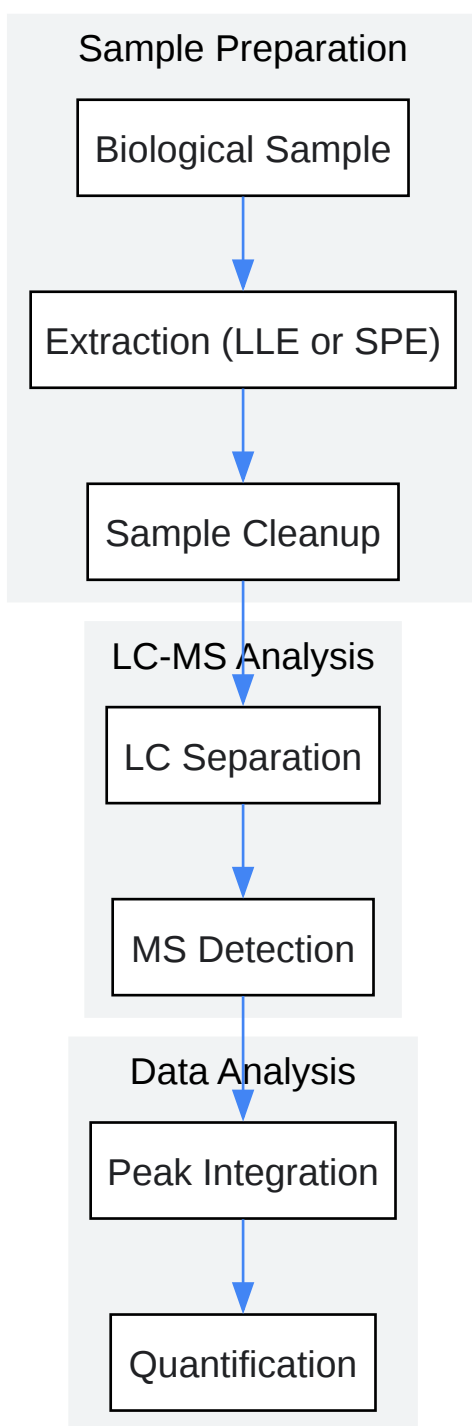 Sample Preparation
Biological Sample
Extraction (LLE or SPE)
Sample Cleanup
LC-MS Analysis
LC Separation
MS Detection
Data Analysis
Peak Integration
Quantification